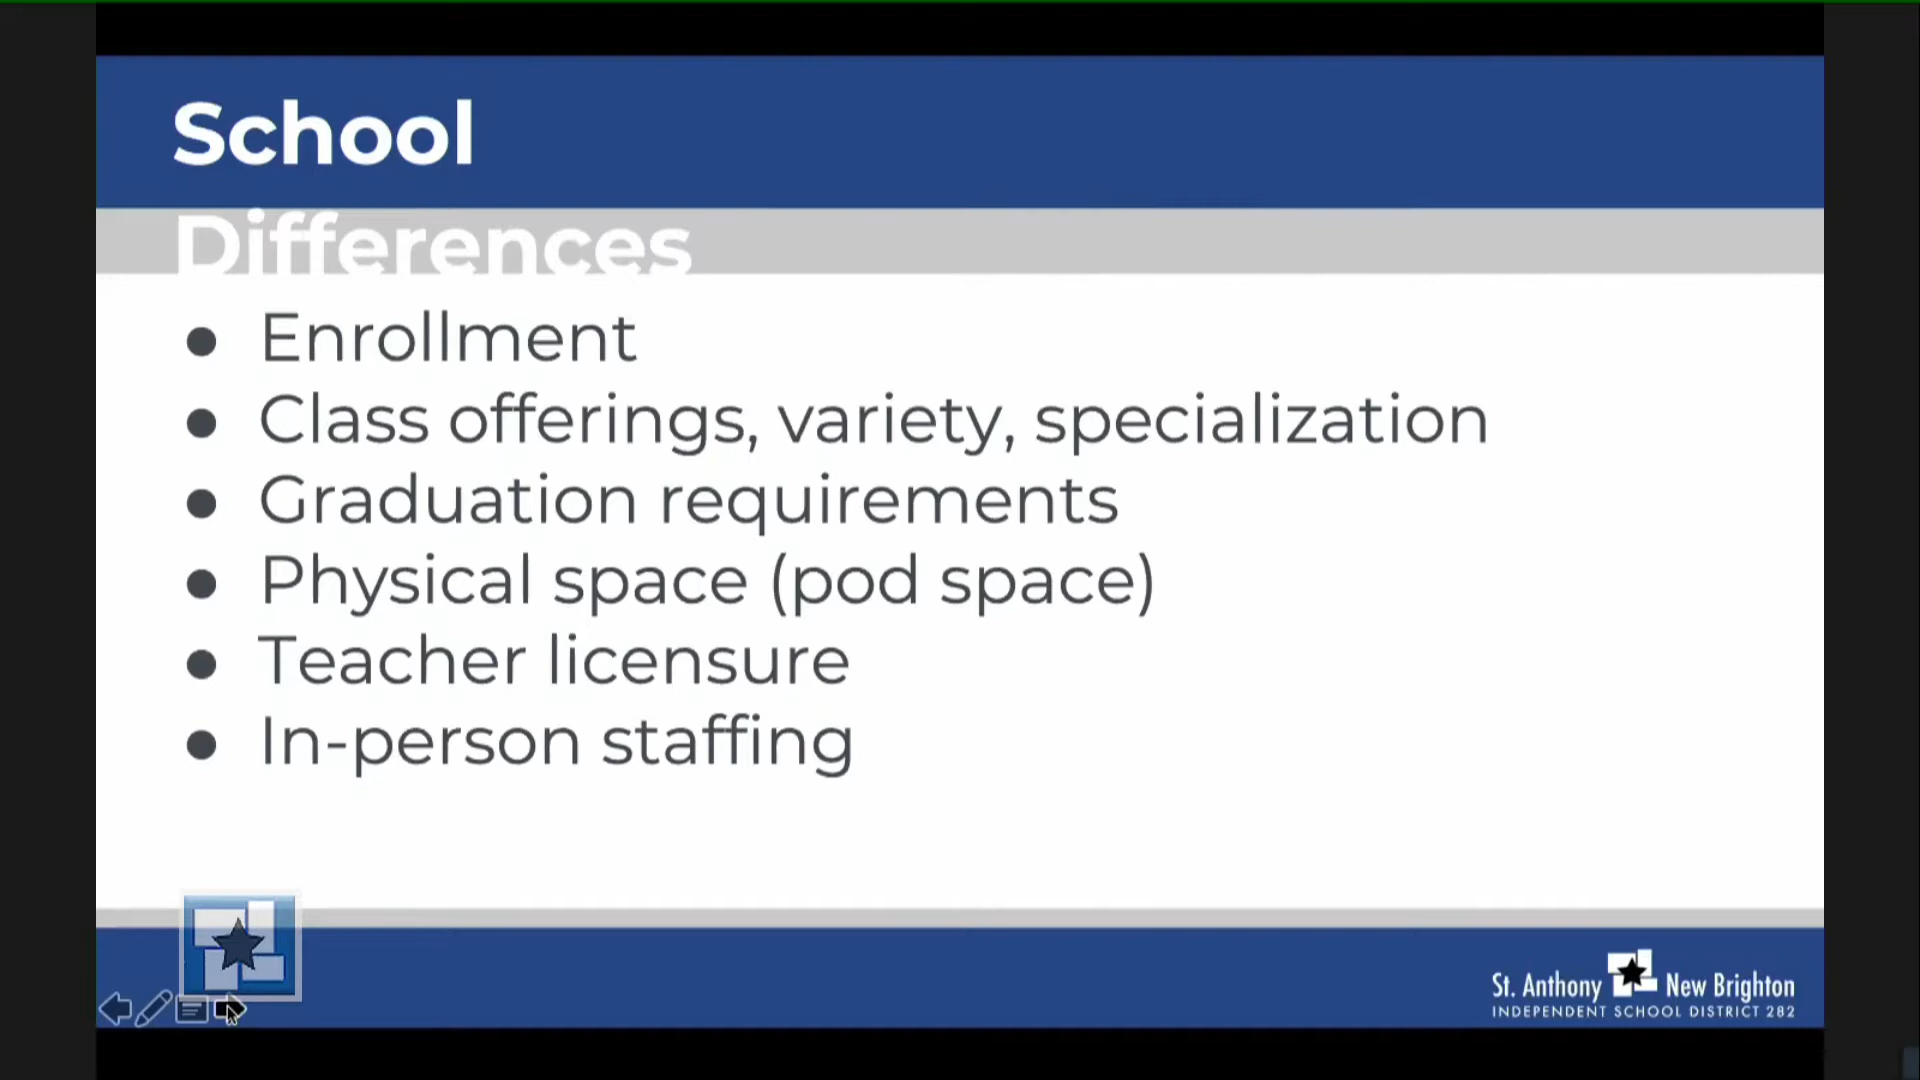 School
Differences
● Enrollment
● Class offerings, variety, specialization
● Graduation requirements
● Physical space (pod space)
● Teacher licensure
● In-person staffing
St. Anthony New Brighton
INDEPENDENT SCHOOL DISTRICT 282